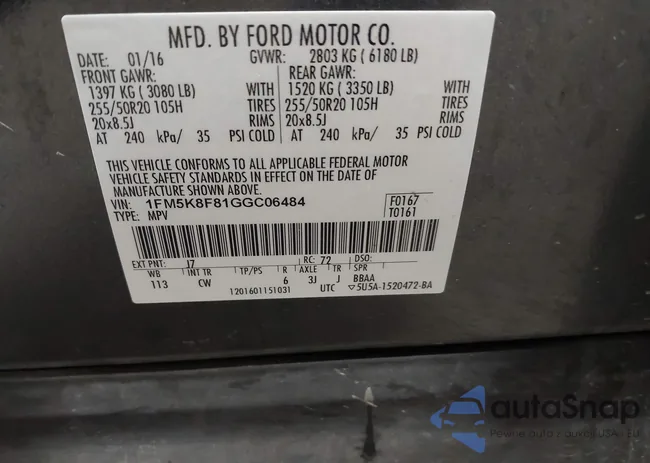 MFD. BY FORD MOTOR CO.
DATE: 01/16 GVWR: 2803 KG ( 6180 LB)
FRONT GAWR: REAR GAWR:
1397 KG ( 3080 LB) WITH 1520 KG ( 3350 LB) WITH
255/50R20 105H TIRES 255/50R20 105H TIRES
20x8.5J RIMS 20x8.5J RIMS
AT 240 kPa/ 35 PSI COLD AT 240 kPa/ 35 PSI COLD
THIS VEHICLE CONFORMS TO ALL APPLICABLE FEDERAL MOTOR
VEHICLE SAFETY STANDARDS IN EFFECT ON THE DATE OF
MANUFACTURE SHOWN ABOVE.
VIN: 1FM5K8F81GGC06484 F0167
TYPE: MPV T0161
EXT PNT: J7 RC: 72 DSO:
WB INT TR TP/PS R AXLE TR SPR
113 CW 6 3J J BBAA
1201601151031 UTC ▽5U5A-1520472-BA
autaSnap
Pewne auta z aukcji USA